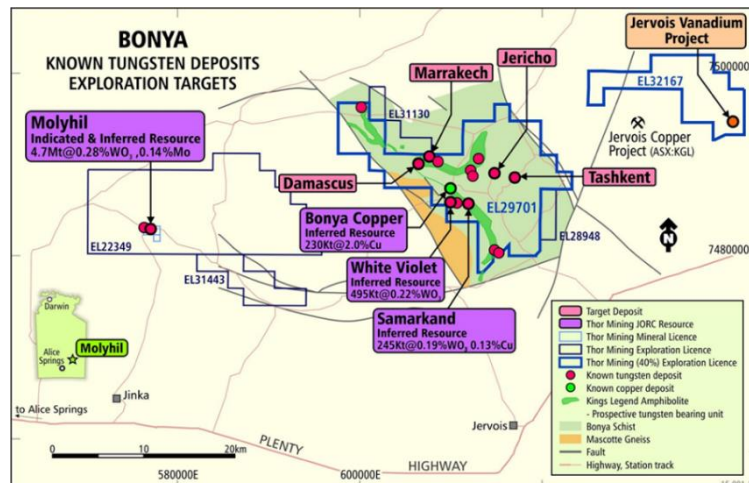 BONYA
KNOWN TUNGSTEN DEPOSITS
EXPLORATION TARGETS
Molyhil
Indicated & Inferred Resource
4.7Mt@0.28%WO₃ ,0.14%Mo
Marrakech
Jericho
Jervois Vanadium
Project
7500000
EL32167
EL31130
Jervois Copper
Project (ASX:KGL)
Damascus
Tashkent
Bonya Copper
Inferred Resource
230Kt@2.0%Cu
EL29701
EL28948
N
EL22349
EL31443
White Violet
Inferred Resource
495Kt@0.22%WO₃
7480000
Samarkand
Inferred Resource
245Kt@0.19%WO₃ 0.13%Cu
Darwin
Alice
Springs
Molyhil
Jinka
to Alice Springs
Jervois
PLENTY
HIGHWAY
0
10
20km
580000E
600000E
Target Deposit
Thor Mining JORC Resource
Thor Mining Mineral Licence
Thor Mining Exploration Licence
Thor Mining (40%) Exploration Licence
Known tungsten deposit
Known copper deposit
Kings Legend Amphibolite
- Prospective tungsten bearing unit
Bonya Schist
Mascotte Gneiss
Fault
Highway, Station track